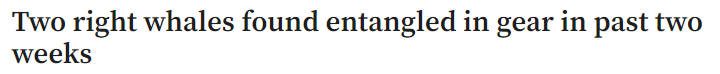 Two right whales found entangled in gear in past two
weeks